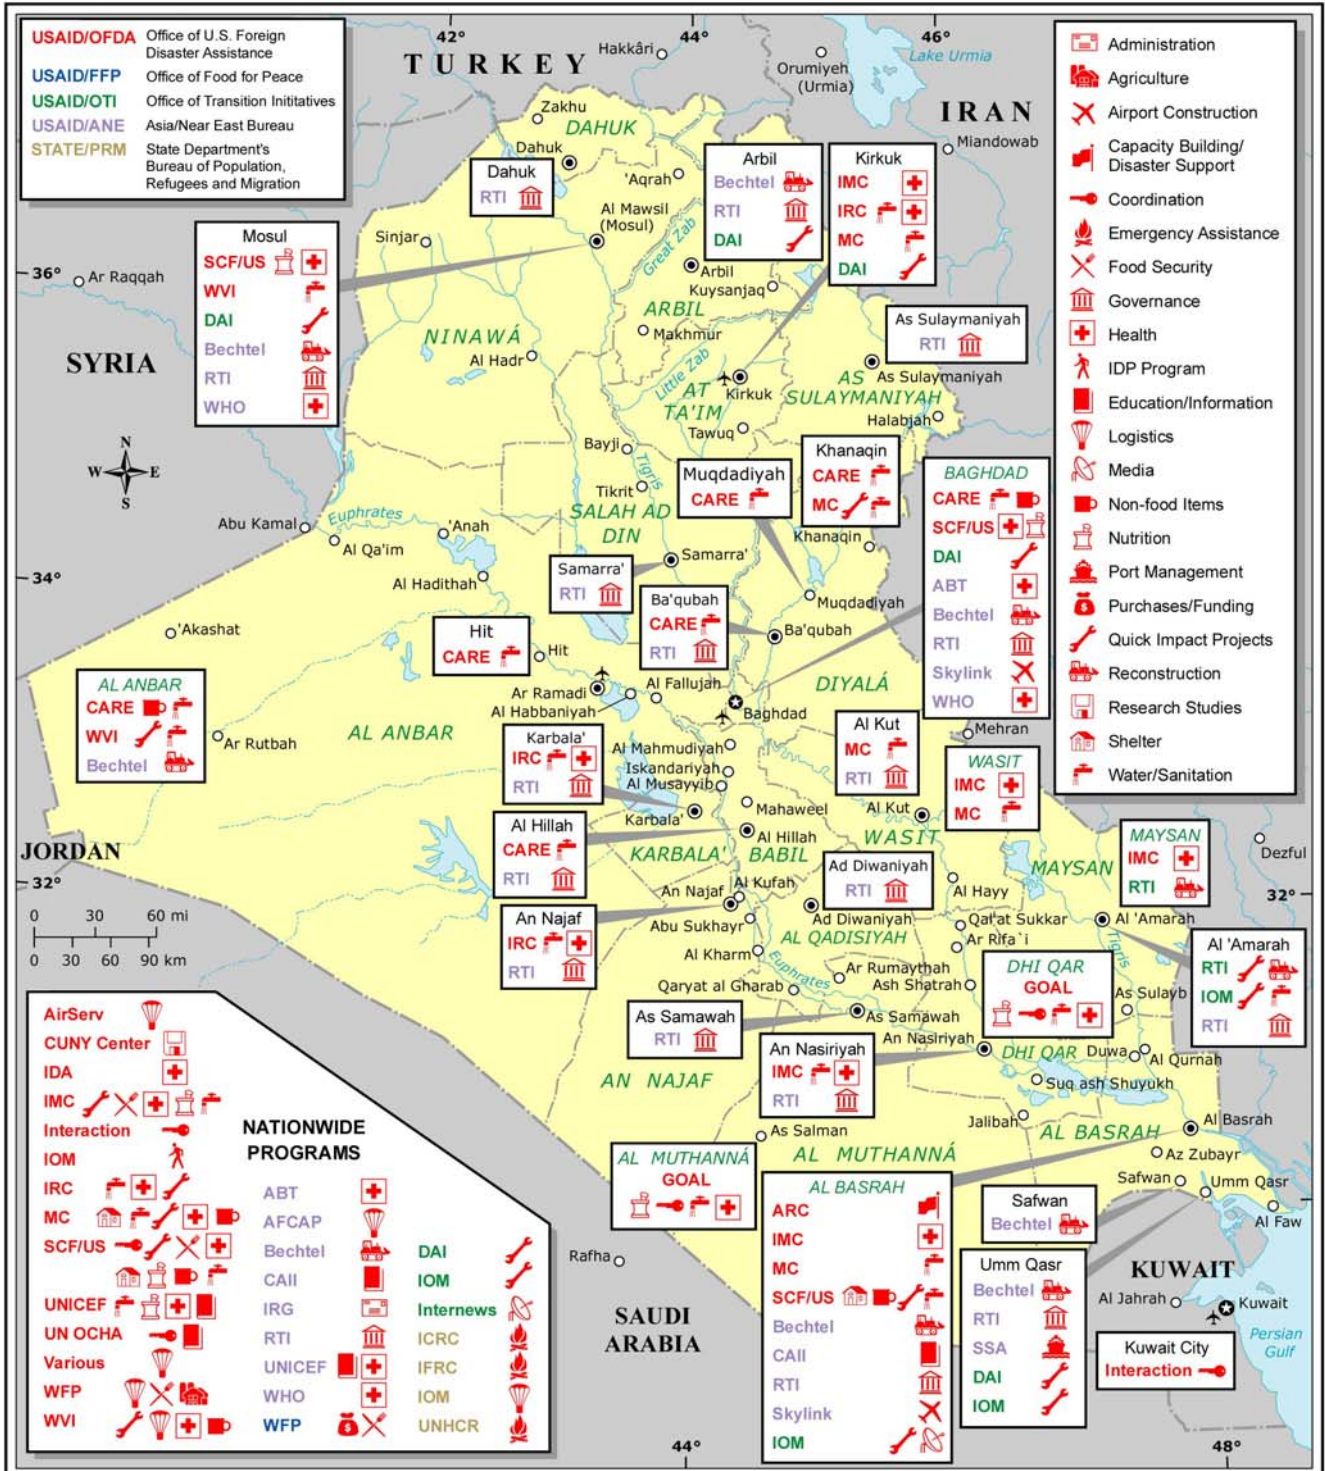 USAID/OFDA Office of U.S. Foreign
Disaster Assistance
USAID/FFP Office of Food for Peace
USAID/OTI Office of Transition Inititatives
USAID/ANE Asia/Near East Bureau
STATE/PRM State Department's
Bureau of Population,
Refugees and Migration
42°
44°
46°
TURKEY
Hakkâri
Orumiyeh
(Urmia)
Lake Urmia
IRAN
Miandowab
Administration
Agriculture
Airport Construction
Capacity Building/
Disaster Support
Coordination
Emergency Assistance
Food Security
Governance
Health
IDP Program
Education/Information
Logistics
Media
Non-food Items
Nutrition
Port Management
Purchases/Funding
Quick Impact Projects
Reconstruction
Research Studies
Shelter
Water/Sanitation
Zakhu
DAHUK
Dahuk
'Aqrah
Dahuk
RTI
Al Mawsil
(Mosul)
Sinjar
Arbil
Bechtel
RTI
DAI
Kirkuk
IMC
IRC
MC
DAI
Mosul
SCF/US
WVI
DAI
Bechtel
RTI
WHO
36°
Ar Raqqah
SYRIA
Great Zab
Arbil
Kuysanjaq
ARBIL
Makhmur
NINAWÁ
Al Hadr
Little Zab
As Sulaymaniyah
RTI
As Sulaymaniyah
AS
SULAYMANIYAH
Halabjah
Kirkuk
AT
TA'IM
Tawuq
Bayji
Tigris
Tikrit
SALAH AD
DIN
N
W E
S
Muqdadiyah
CARE
Khanaqin
CARE
MC
Khanaqin
BAGHDAD
CARE
SCF/US
DAI
ABT
Bechtel
RTI
Skylink
WHO
Abu Kamal
Euphrates
'Anah
Al Qa'im
Al Hadithah
34°
Samarra'
Samarra'
RTI
Ba'qubah
CARE
RTI
Muqdadiyah
Ba'qubah
'Akashat
Hit
CARE
Hit
AL ANBAR
CARE
WVI
Bechtel
Ar Rutbah
AL ANBAR
Ar Ramadi
Al Habbaniyah
Al Fallujah
Baghdad
DIYALÁ
Mehran
Karbala'
IRC
RTI
Al Mahmudiyah
Iskandariyah
Al Musayyib
Mahaweel
Karbala'
Al Hillah
Al Kut
MC
RTI
Al Kut
WASIT
IMC
MC
WASIT
Al Hillah
CARE
RTI
KARBALA'
BABIL
MAYSAN
MAYSAN
IMC
RTI
Dezful
JORDAN
32°
32°
0 30 60 mi
0 30 60 90 km
An Najaf
Al Kufah
Abu Sukhayr
An Najaf
IRC
RTI
Ad Diwaniyah
RTI
Ad Diwaniyah
AL QADISIYAH
Al Hayy
Qal'at Sukkar
Ar Rifa`i
Al 'Amarah
Tigris
Al 'Amarah
RTI
IOM
RTI
Al Kharm
Euphrates
Qaryat al Gharab
Ar Rumaythah
Ash Shatrah
DHI QAR
GOAL
As Sulayb
As Samawah
RTI
As Samawah
An Nasiriyah
An Nasiriyah
IMC
RTI
DHI QAR
Duwa
Al Qurnah
Suq ash Shuyukh
AN NAJAF
Jalibah
AL BASRAH
Al Basrah
Az Zubayr
Safwan
Umm Qasr
Al Faw
As Salman
AL MUTHANNÁ
AL MUTHANNÁ
GOAL
AL BASRAH
ARC
IMC
MC
SCF/US
Bechtel
CAII
RTI
Skylink
IOM
Safwan
Bechtel
Umm Qasr
Bechtel
RTI
SSA
DAI
IOM
KUWAIT
Al Jahrah
Kuwait
Persian
Gulf
Kuwait City
Interaction
Rafha
SAUDI
ARABIA
AirServ
CUNY Center
IDA
IMC
Interaction
IOM
IRC
MC
SCF/US
UNICEF
UN OCHA
Various
WFP
WVI
NATIONWIDE
PROGRAMS
ABT
AFCAP
Bechtel
CAII
IRG
RTI
UNICEF
WHO
WFP
DAI
IOM
Internews
ICRC
IFRC
IOM
UNHCR
44°
48°